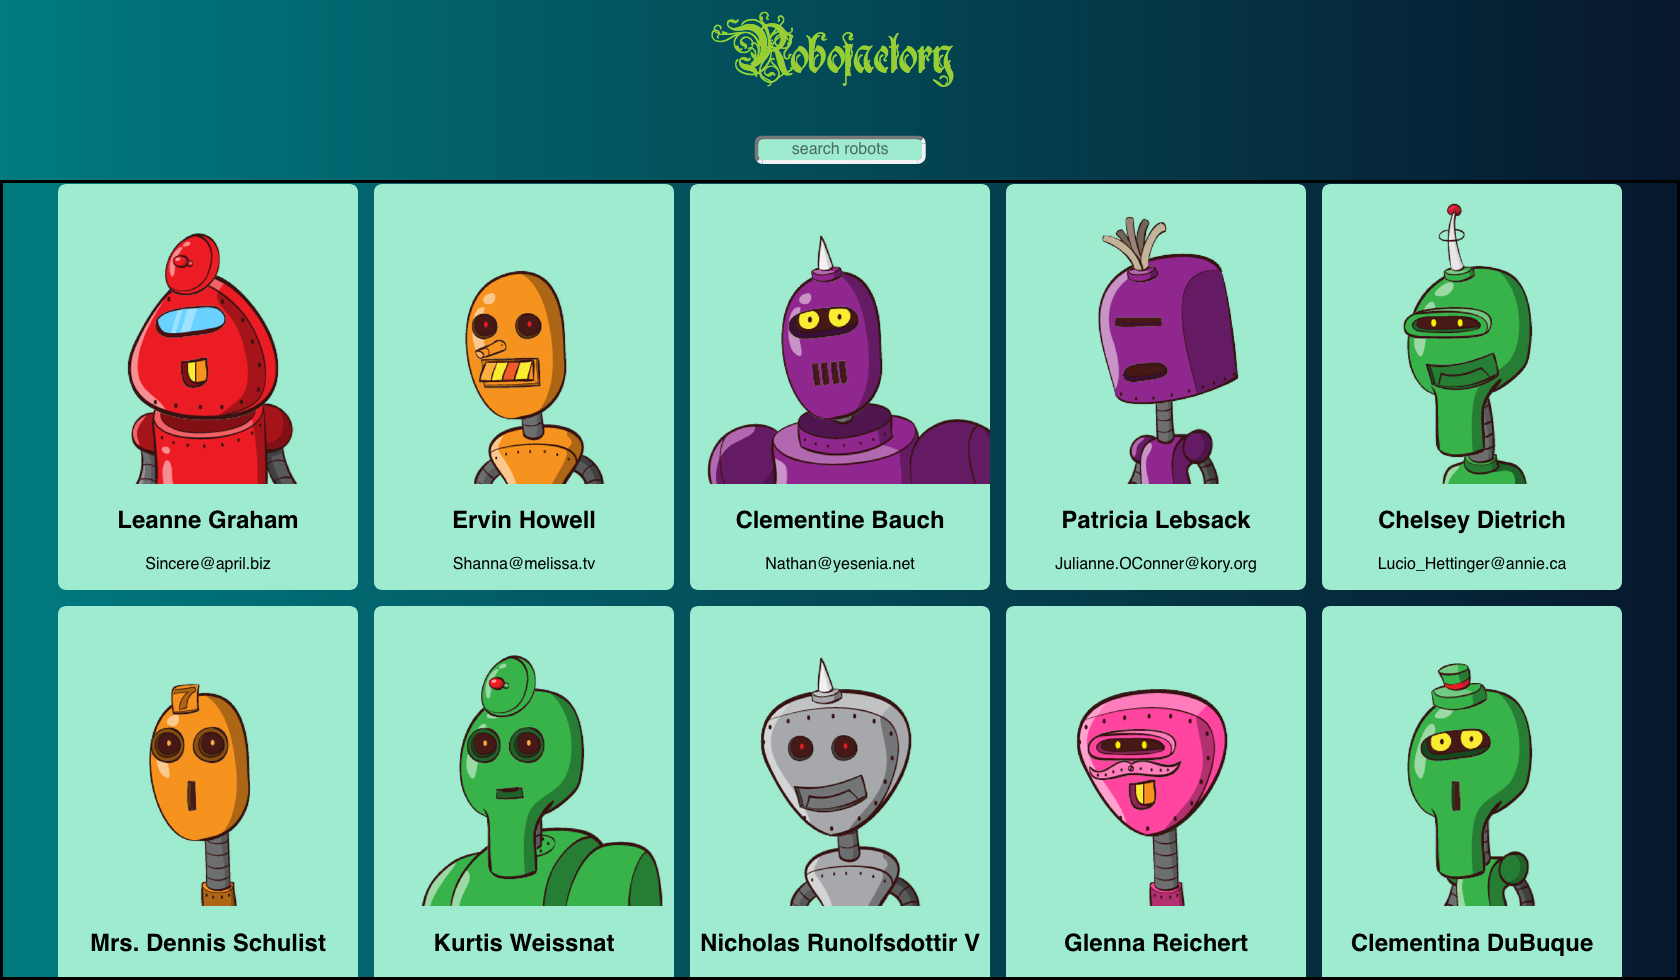 Robofactory
search robots
Leanne Graham
Sincere@april.biz
Ervin Howell
Shanna@melissa.tv
Clementine Bauch
Nathan@yesenia.net
Patricia Lebsack
Julianne.OConner@kory.org
Chelsey Dietrich
Lucio_Hettinger@annie.ca
7
Mrs. Dennis Schulist
Kurtis Weissnat
Nicholas Runolfsdottir V
Glenna Reichert
Clementina DuBuque